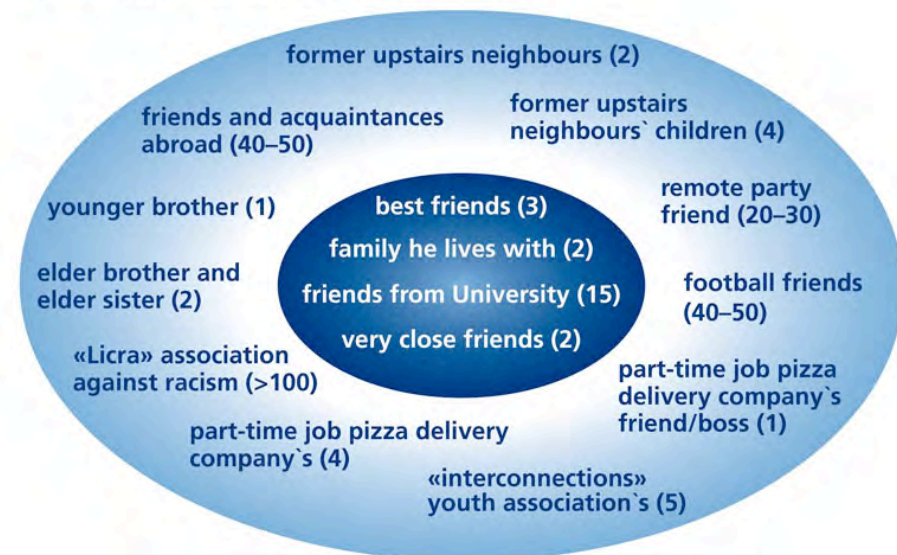 former upstairs neighbours (2)
friends and acquaintances
abroad (40–50)
former upstairs
neighbours` children (4)
younger brother (1)
best friends (3)
remote party
friend (20–30)
family he lives with (2)
elder brother and
elder sister (2)
friends from University (15)
football friends
(40–50)
very close friends (2)
«Licra» association
against racism (>100)
part-time job pizza
delivery company`s
friend/boss (1)
part-time job pizza delivery
company`s (4)
«interconnections»
youth association`s (5)